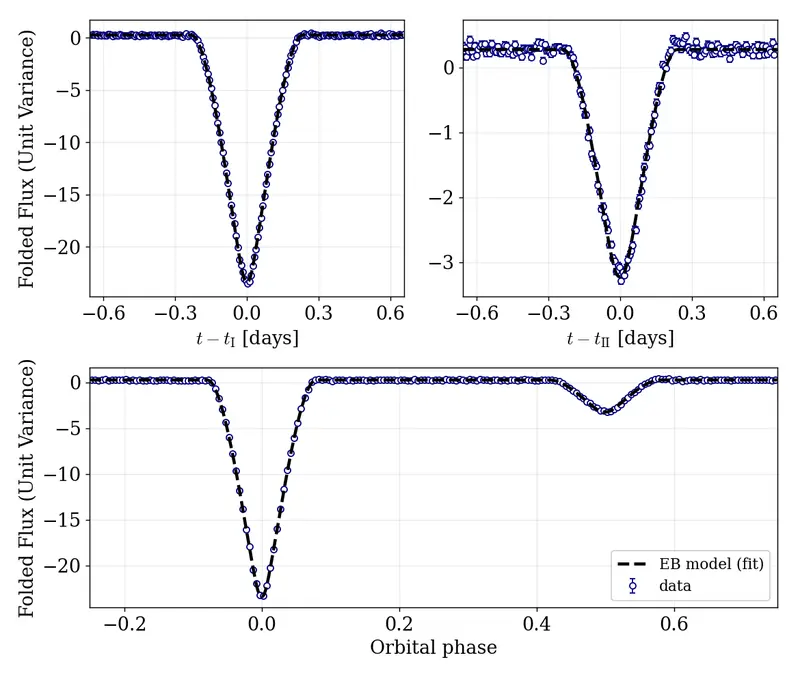 Folded Flux (Unit Variance)
0
−5
−10
−15
−20
−0.6 −0.3 0.0 0.3 0.6
t − tI [days]
0
−1
−2
−3
−0.6 −0.3 0.0 0.3 0.6
t − tII [days]
Folded Flux (Unit Variance)
0
−5
−10
−15
−20
−0.2 0.0 0.2 0.4 0.6
Orbital phase
EB model (fit)
data